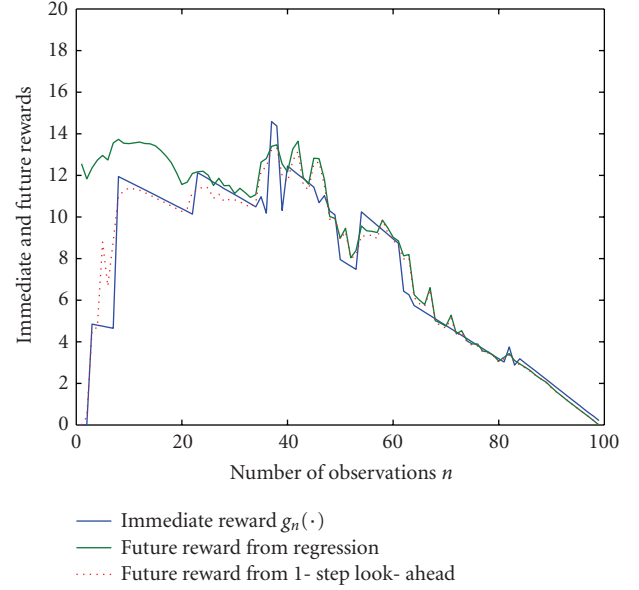 20
18
16
14
12
10
8
6
4
2
0
Immediate and future rewards
0 20 40 60 80 100
Number of observations n
Immediate reward gₙ(·)
Future reward from regression
Future reward from 1- step look- ahead